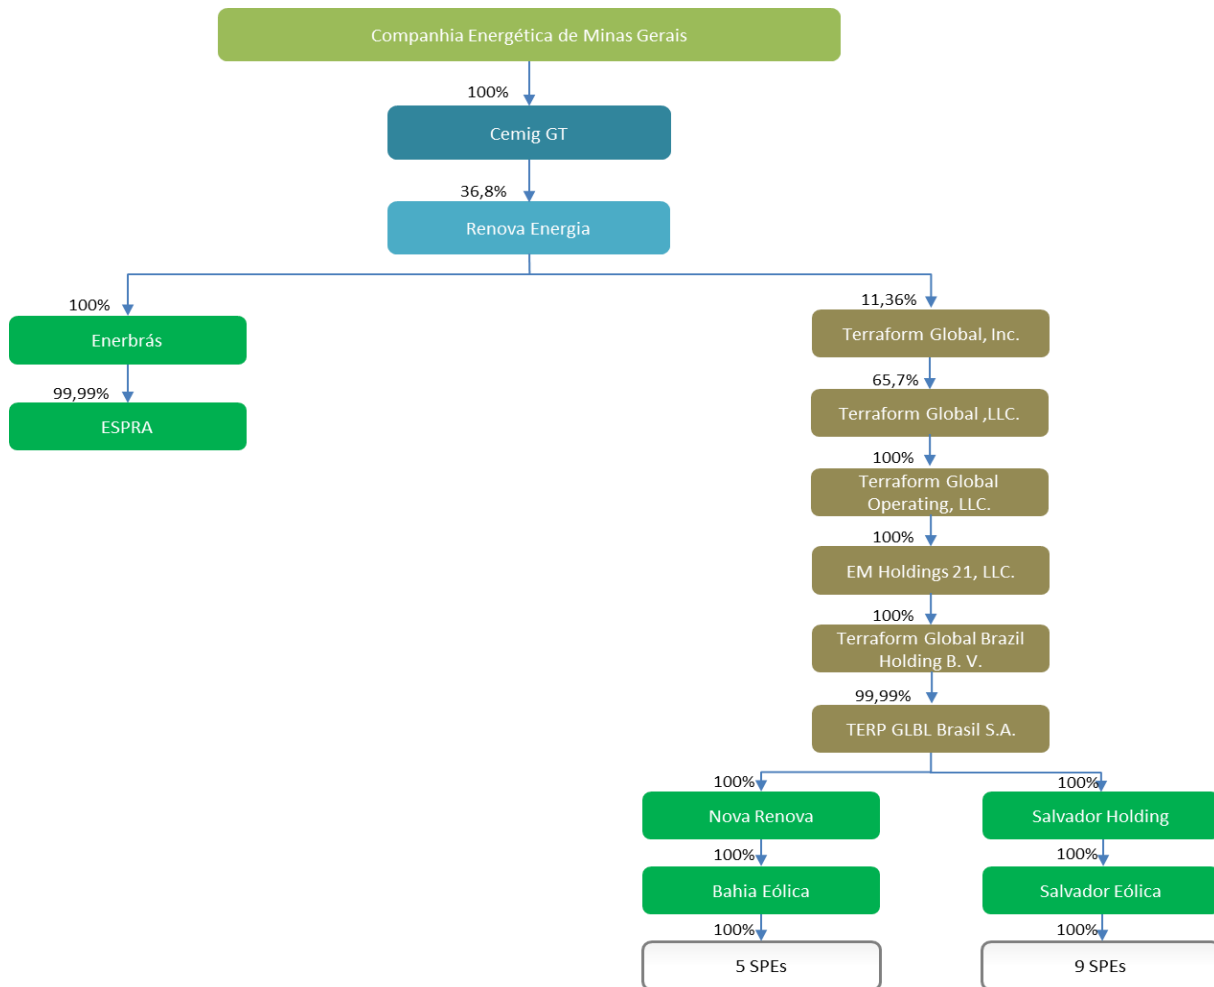 Companhia Energética de Minas Gerais
100%
Cemig GT
36,8%
Renova Energia
100%
11,36%
Enerbrás
Terraform Global, Inc.
99,99%
65,7%
ESPRA
Terraform Global ,LLC.
100%
Terraform Global
Operating, LLC.
100%
EM Holdings 21, LLC.
100%
Terraform Global Brazil
Holding B. V.
99,99%
TERP GLBL Brasil S.A.
100%
100%
Nova Renova
Salvador Holding
100%
100%
Bahia Eólica
Salvador Eólica
100%
100%
5 SPEs
9 SPEs